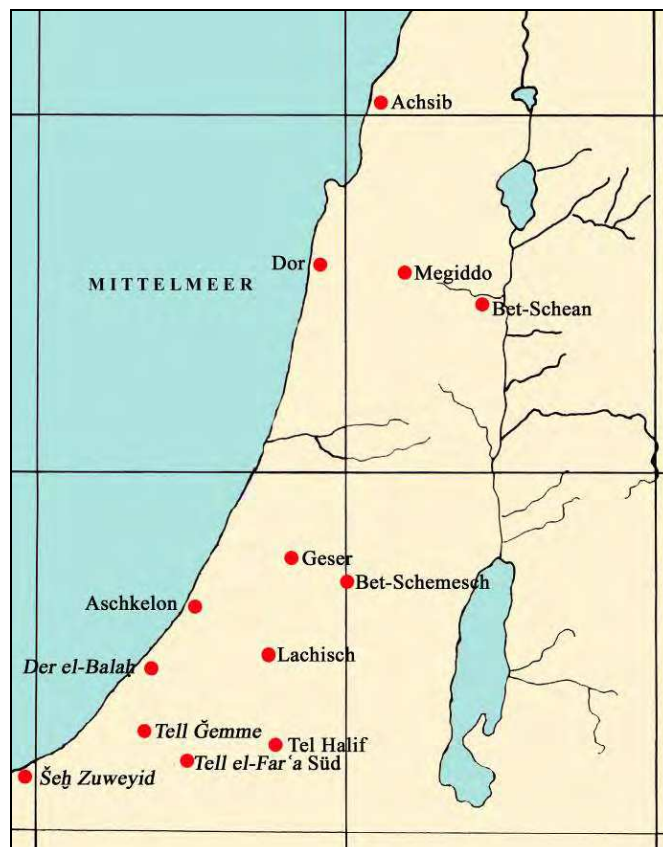 Achsib
Dor
Megiddo
MITTELMEER
Bet-Schean
Geser
Bet-Schemesch
Aschkelon
Lachisch
Der el-Balaḥ
Tell Ǧemme
Tel Halif
Tell el-Farʿa Süd
Šeḫ Zuweyid